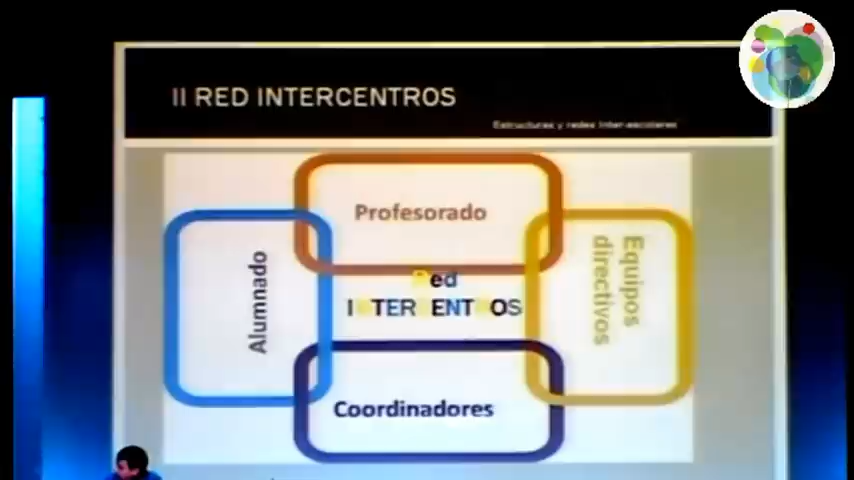 II RED INTERCENTROS
Estructuras y redes inter-escolares
Profesorado
Alumnado
Red
INTERCENTROS
Equipos
directivos
Coordinadores